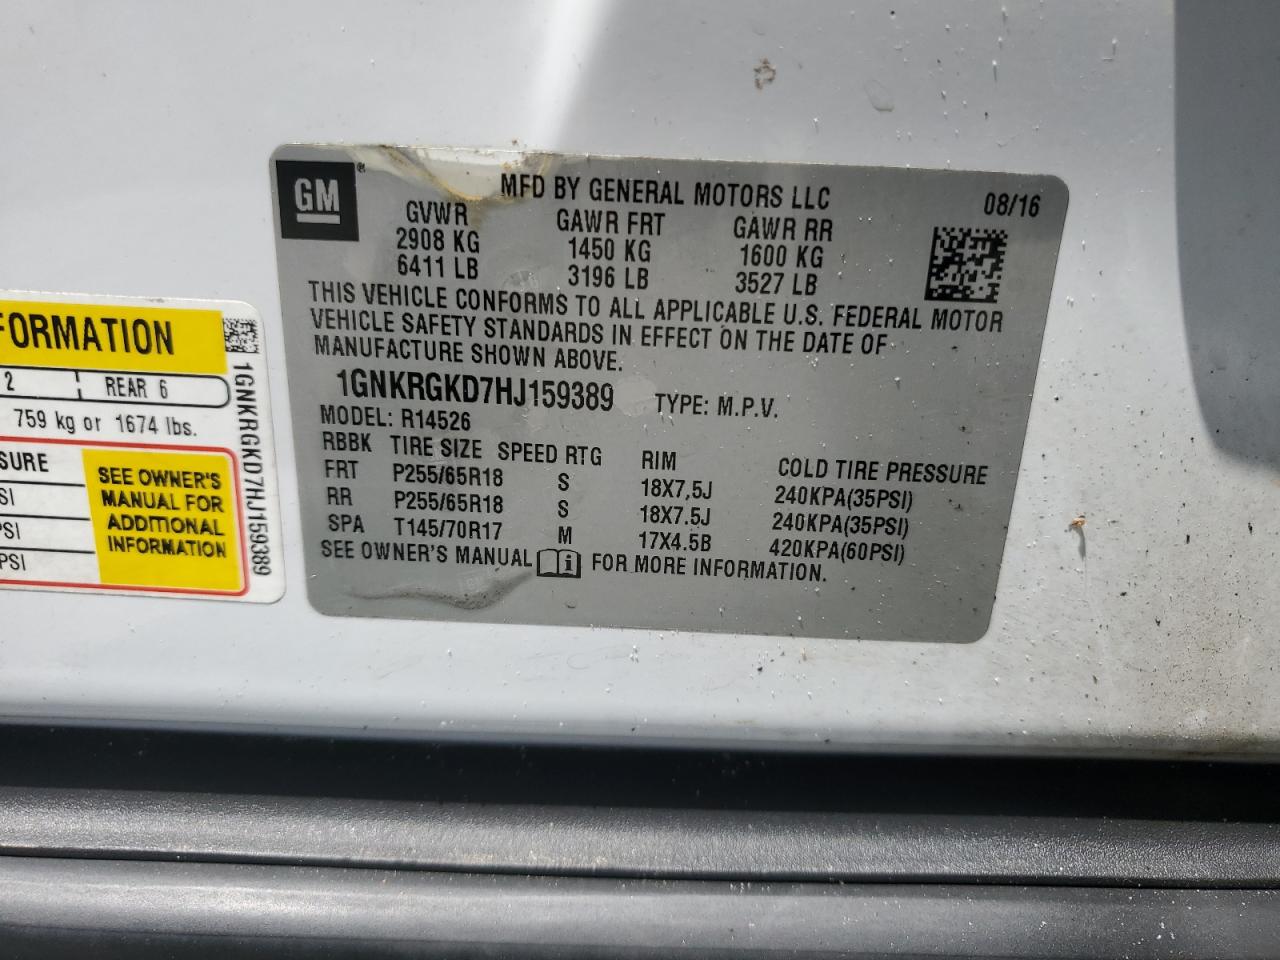 GM
MFD BY GENERAL MOTORS LLC 08/16
GVWR GAWR FRT GAWR RR
2908 KG 1450 KG 1600 KG
6411 LB 3196 LB 3527 LB
THIS VEHICLE CONFORMS TO ALL APPLICABLE U.S. FEDERAL MOTOR
VEHICLE SAFETY STANDARDS IN EFFECT ON THE DATE OF
MANUFACTURE SHOWN ABOVE.
1GNKRGKD7HJ159389 TYPE: M.P.V.
MODEL: R14526
RBBK TIRE SIZE SPEED RTG RIM COLD TIRE PRESSURE
FRT P255/65R18 S 18X7.5J 240KPA(35PSI)
RR P255/65R18 S 18X7.5J 240KPA(35PSI)
SPA T145/70R17 M 17X4.5B 420KPA(60PSI)
SEE OWNER'S MANUAL i FOR MORE INFORMATION.
FORMATION
2 REAR 6
759 kg or 1674 lbs.
SURE
SI
PSI
PSI
SEE OWNER'S
MANUAL FOR
ADDITIONAL
INFORMATION
1GNKRGKD7HJ159389